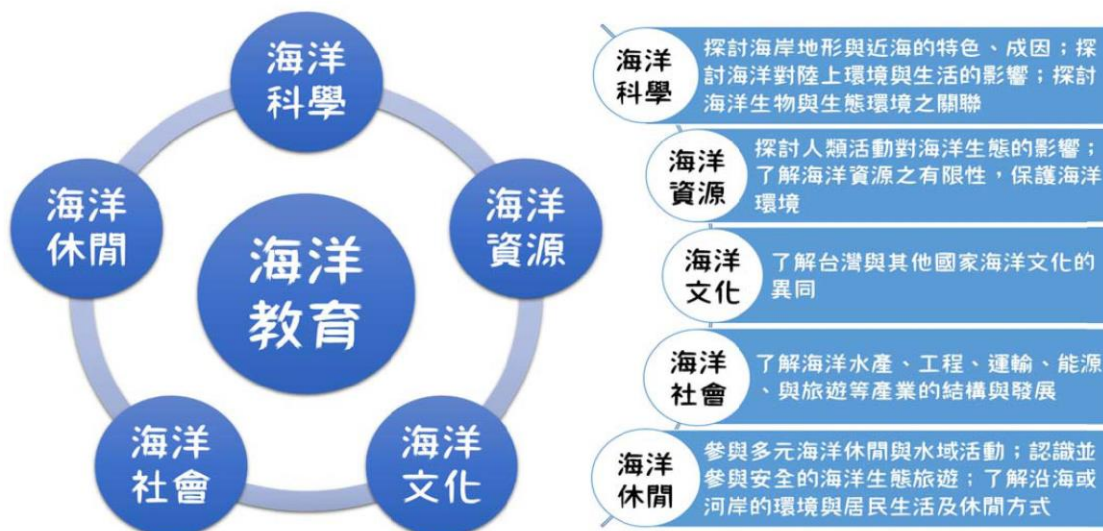 海洋
科學
海洋
休閒
海洋
資源
海洋
教育
海洋
社會
海洋
文化
海洋
科學
探討海岸地形與近海的特色、成因；探
討海洋對陸上環境與生活的影響；探討
海洋生物與生態環境之關聯
海洋
資源
探討人類活動對海洋生態的影響；
了解海洋資源之有限性，保護海洋
環境
海洋
文化
了解台灣與其他國家海洋文化的
異同
海洋
社會
了解海洋水產、工程、運輸、能源
、與旅遊等產業的結構與發展
海洋
休閒
參與多元海洋休閒與水域活動；認識並
參與安全的海洋生態旅遊；了解沿海或
河岸的環境與居民生活及休閒方式